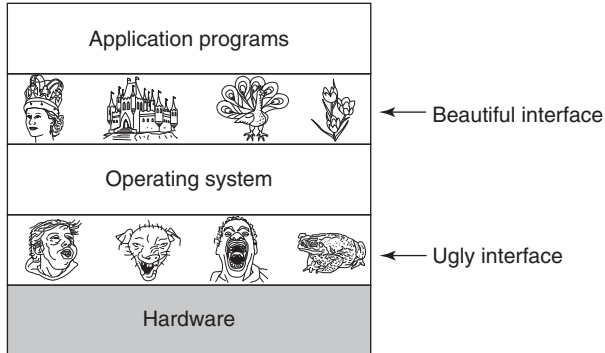 Application programs
Beautiful interface
Operating system
Ugly interface
Hardware